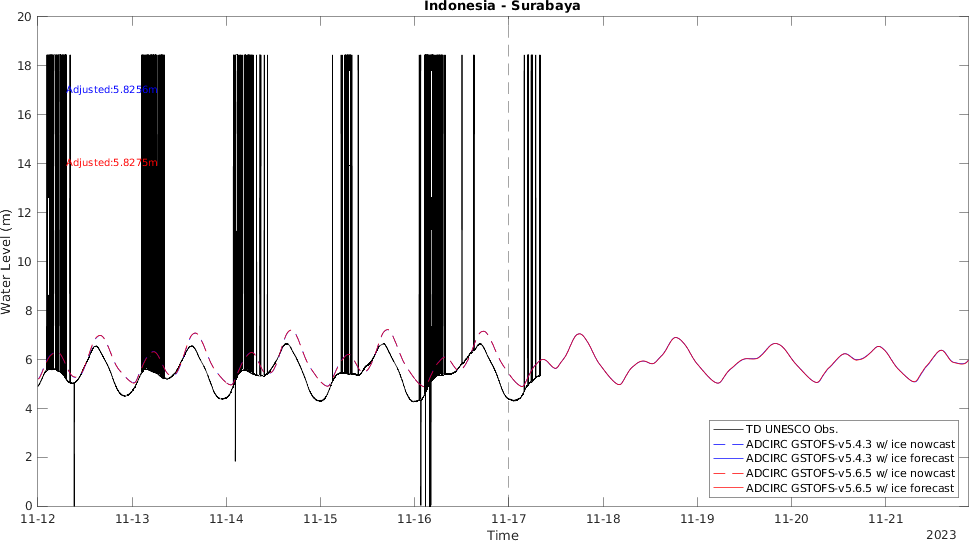 Indonesia - Surabaya
20
18
16
14
12
10
8
6
4
2
0
Water Level (m)
Adjusted:5.8256m
Adjusted:5.8275m
TD UNESCO Obs.
ADCIRC GSTOFS-v5.4.3 w/ ice nowcast
ADCIRC GSTOFS-v5.4.3 w/ ice forecast
ADCIRC GSTOFS-v5.6.5 w/ ice nowcast
ADCIRC GSTOFS-v5.6.5 w/ ice forecast
11-12 11-13 11-14 11-15 11-16 11-17 11-18 11-19 11-20 11-21
Time
2023